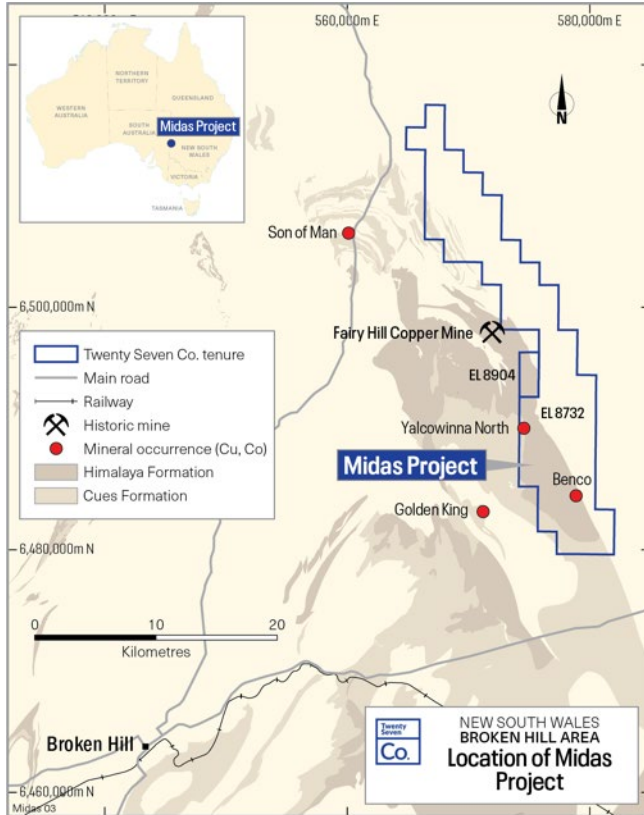 560,000m E
580,000m E
NORTHERN
TERRITORY
QUEENSLAND
WESTERN
AUSTRALIA
SOUTH
AUSTRALIA
Midas Project
NEW SOUTH
WALES
VICTORIA
TASMANIA
N
Son of Man
6,500,000m N
Fairy Hill Copper Mine
EL 8904
EL 8732
Yalcowinna North
Midas Project
Benco
Golden King
Twenty Seven Co. tenure
Main road
Railway
Historic mine
Mineral occurrence (Cu, Co)
Himalaya Formation
Cues Formation
6,480,000m N
0 10 20
Kilometres
Broken Hill
6,460,000m N
Midas 03
Twenty
Seven
Co.
NEW SOUTH WALES
BROKEN HILL AREA
Location of Midas
Project